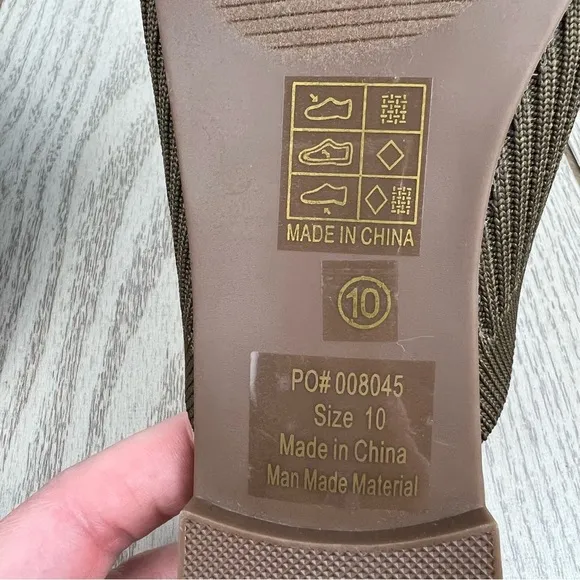 MADE IN CHINA
10
PO# 008045
Size 10
Made in China
Man Made Material